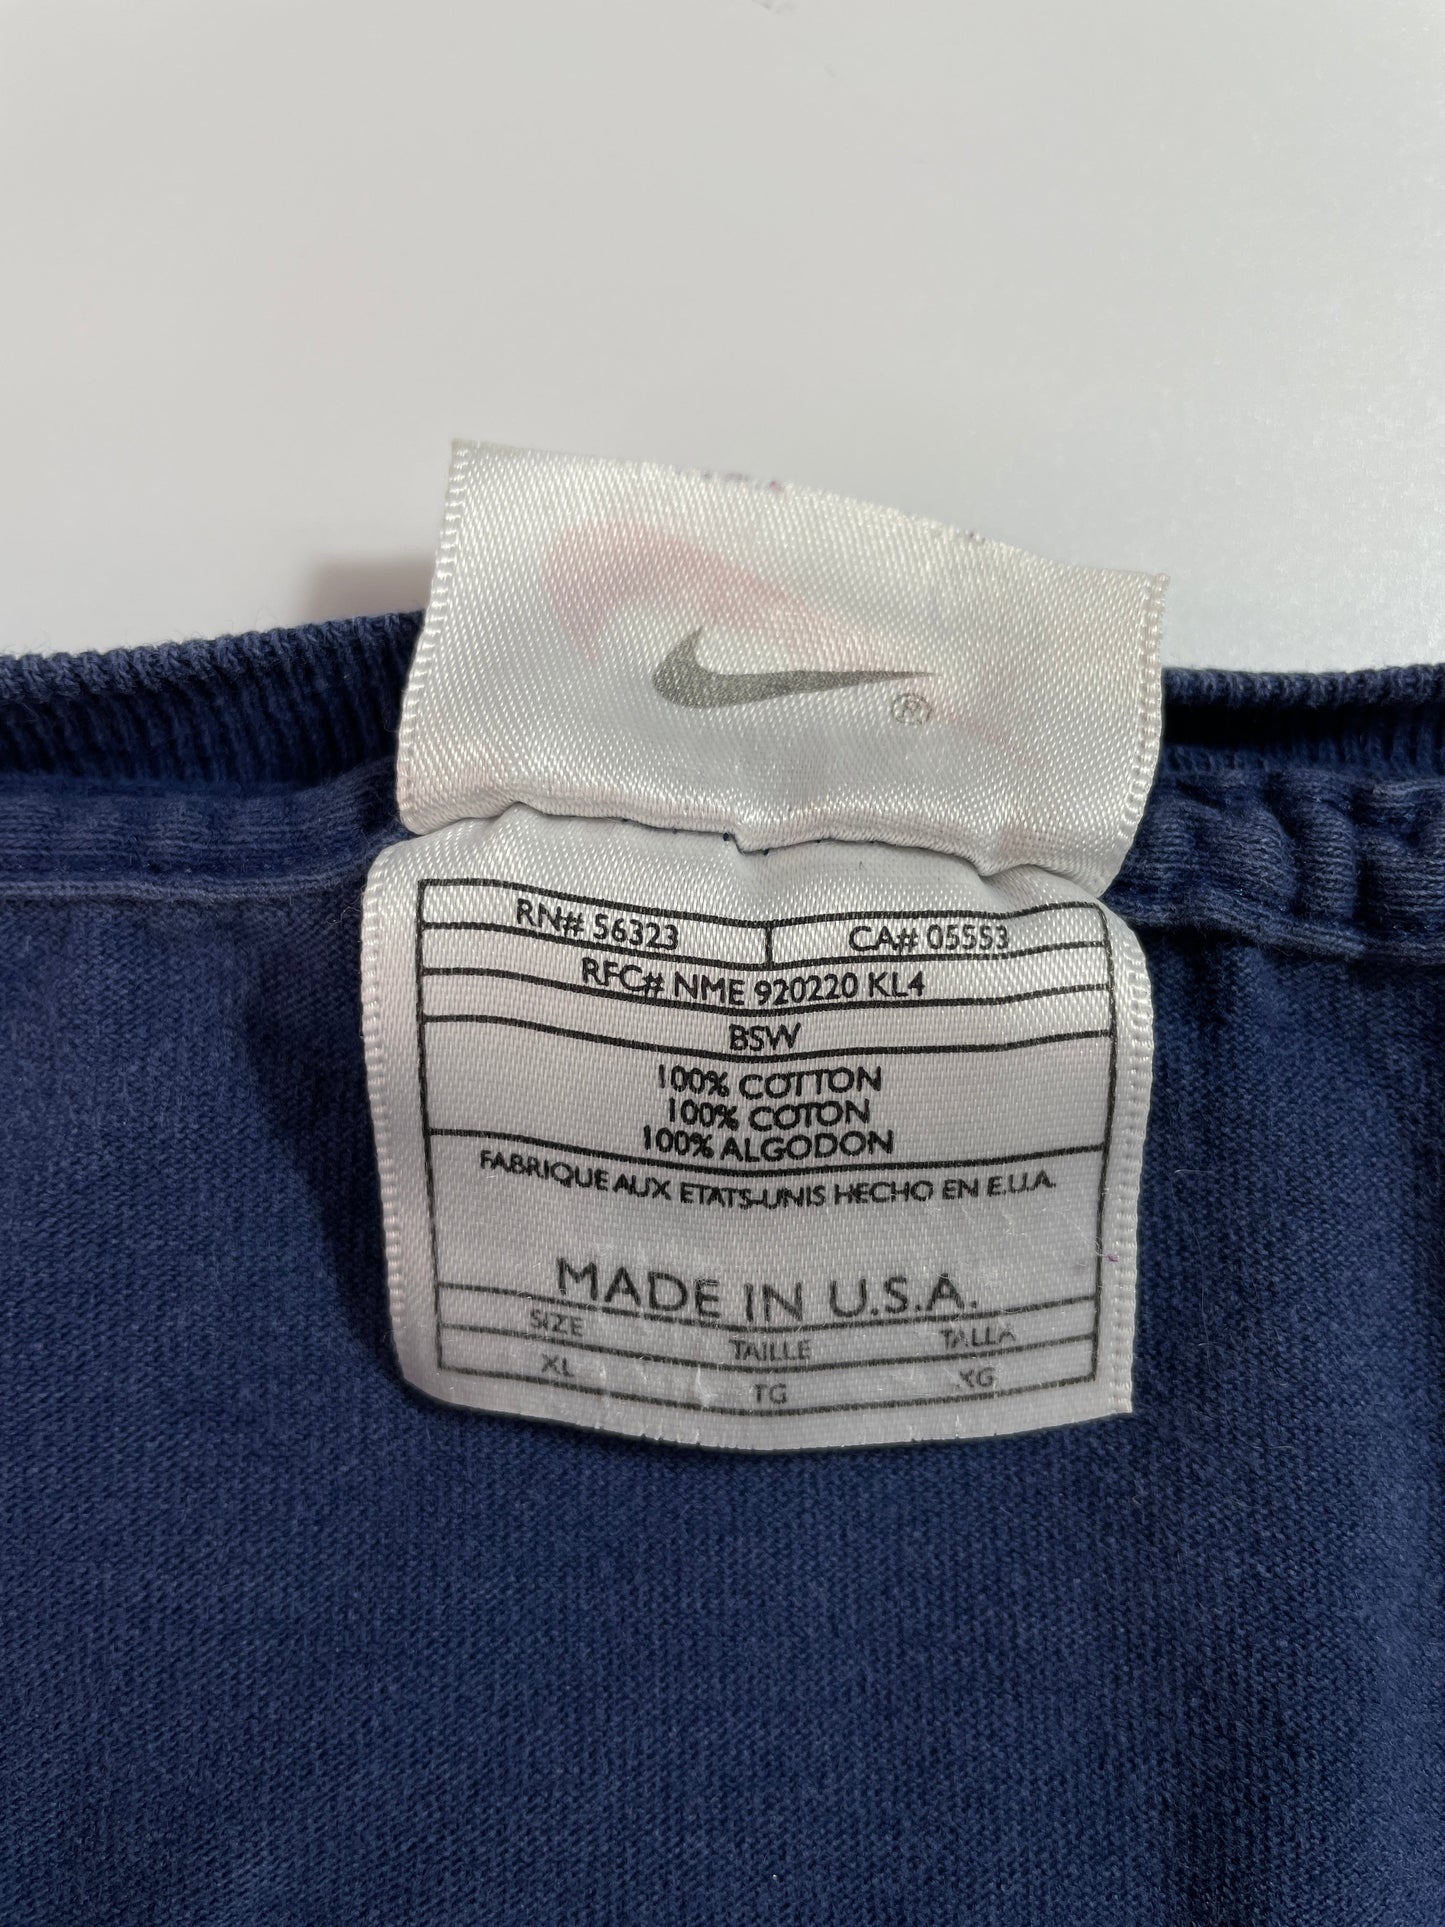 ®
RN# 56323 CA# 05553
RFC# NME 920220 KL4
BSW
100% COTTON
100% COTON
100% ALGODON
FABRIQUE AUX ETATS-UNIS HECHO EN E.U.A.
MADE IN U.S.A.
SIZE TAILLE TALLA
XL TG XG